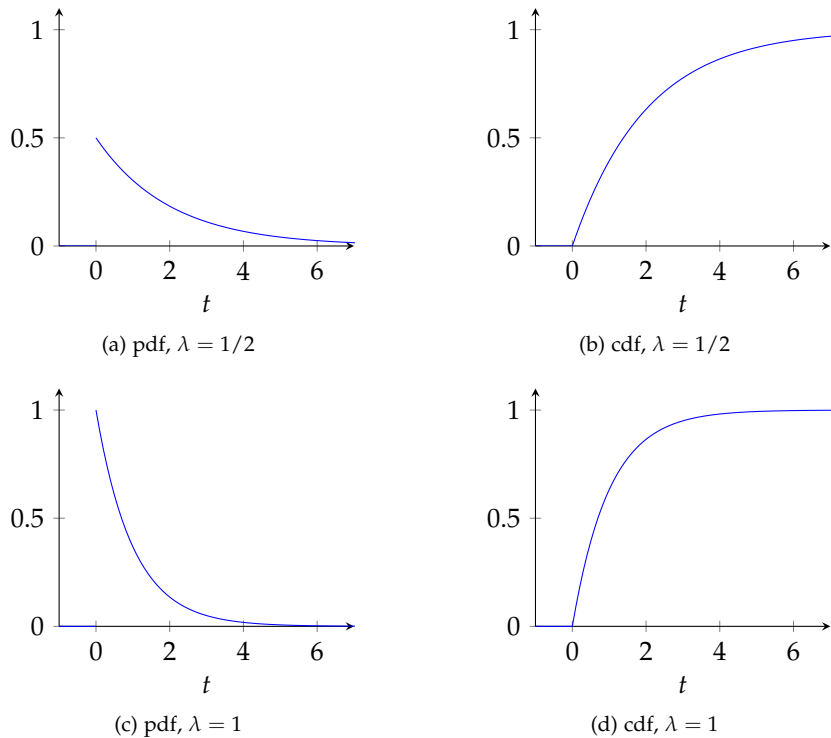 1 1
0.5 0.5
0 0
0 2 4 6 0 2 4 6
t t
(a) pdf, λ = 1/2 (b) cdf, λ = 1/2
1 1
0.5 0.5
0 0
0 2 4 6 0 2 4 6
t t
(c) pdf, λ = 1 (d) cdf, λ = 1